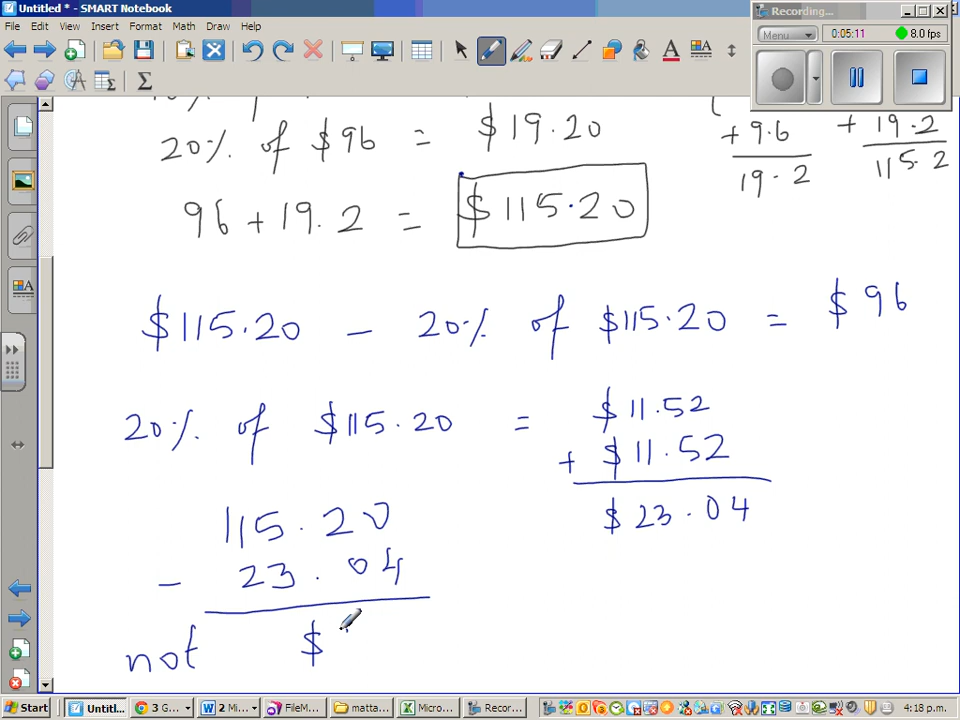 Untitled * - SMART Notebook
File Edit View Insert Format Math Draw Help
Recording...
Menu
0:05:11
8.0 fps
20% of $96 = $19.20
+ 9.6
19.2
+ 19.2
115.2
96 + 19.2 = $115.20
$115.20 - 20% of $115.20 = $96
20% of $115.20 = $11.52
+ $11.52
$23.04
115.20
- 23.04
not $
Start
Untitl...
3 G...
2 Mi...
FileM...
matta...
Micro...
Recor...
4:18 p.m.